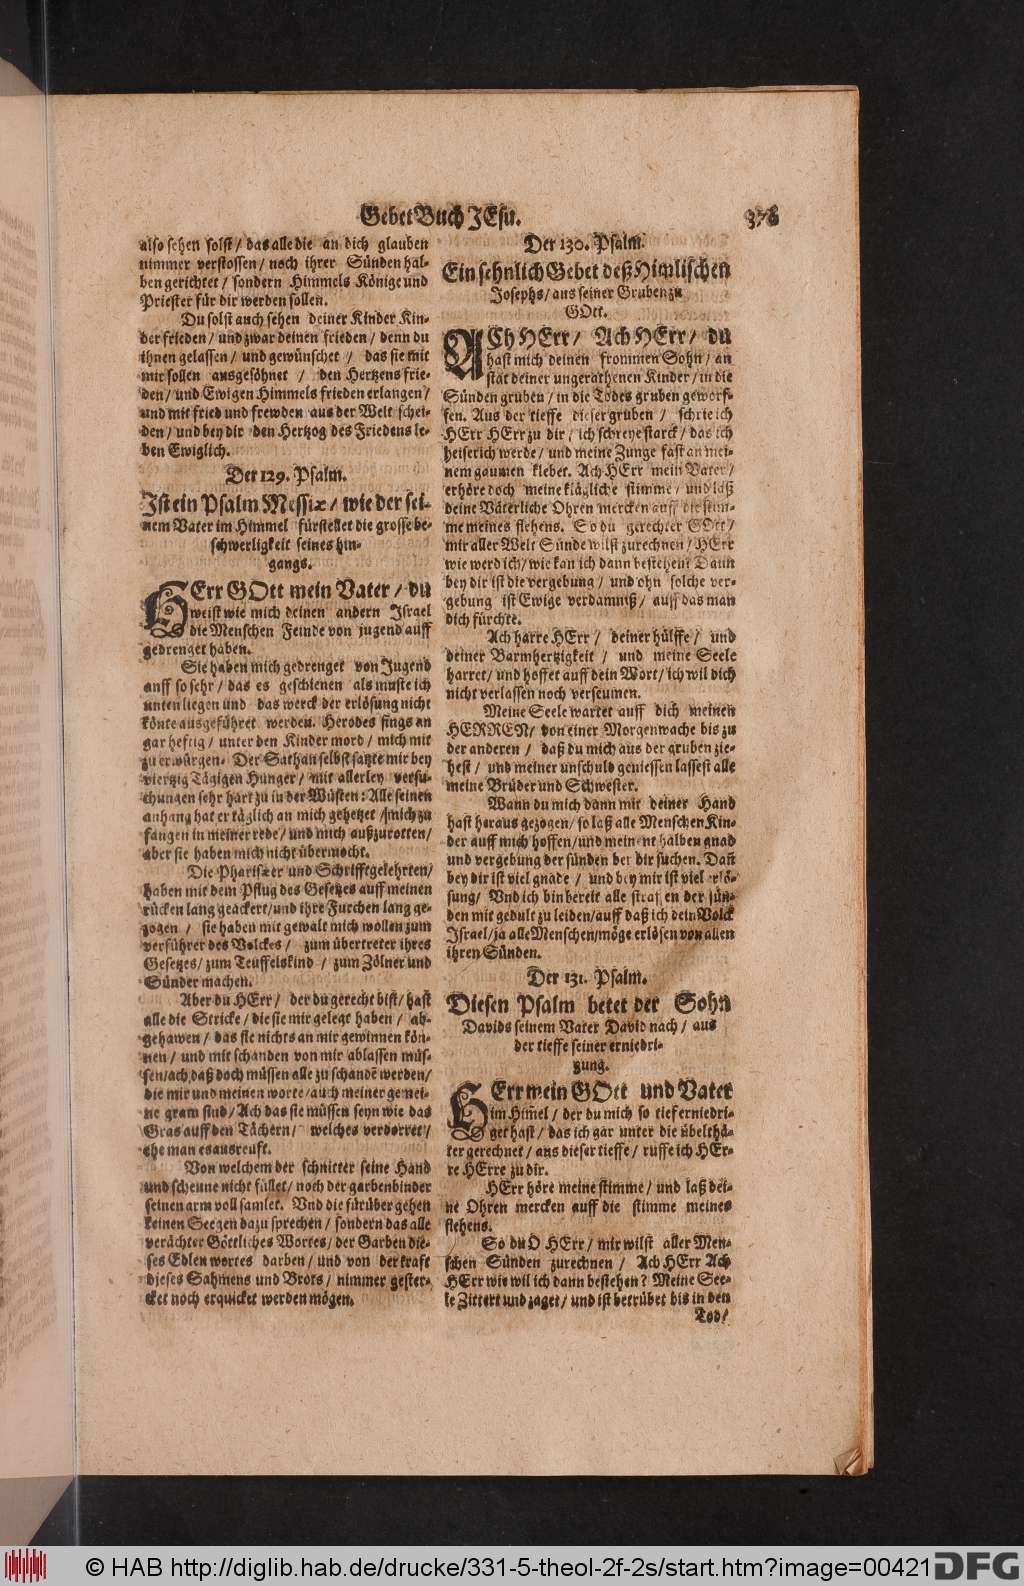 Gebet Buch JEsu. 376
also sehen solst / das alle die an dich glauben
nimmer verstossen / noch ihrer Sünden hal-
ben gerichtet / sondern Himmels Könige und
Priester für dir werden sollen.
Du solst auch sehen deiner Kinder Kin-
der frieden / und zwar deinen frieden / denn du
ihnen gelassen / und gewünschet / das sie mit
mir sollen ausgesöhnet / den Hertzens frie-
den / und Ewigen Himmels frieden erlangen /
und mit fried und frewden aus der Welt schei-
den / und bey dir den Hertzog des Friedens le-
ben Ewiglich.
Der 129. Psalm.
Ist ein Psalm Messiæ / wie der sei-
nem Vater im Himmel fürstellet die grosse be-
schwerligkeit seines hin-
gangs.
HErr GOtt mein Vater / du
weist wie mich deinen andern Israel
die Menschen Feinde von jugend auff
gedrenget haben.
Sie haben mich gedrenget von Jugend
auff so sehr / das es geschienen als muste ich
unten liegen und das werck der erlösung nicht
könte ausgeführet werden. Herodes fings an
gar heftig / unter den Kinder mord / mich mit
zu erwürgen. Der Sathan selbst satzte mir bey
viertzig Tägigen Hunger / mit allerley versu-
chungen sehr hart zu in der Wüsten: Alle seinen
anhang hat er täglich an mich gehetzet / mich zu
fangen in meiner rede / und mich außzurotten /
aber sie haben mich nicht übermocht.
Die Pharisæer und Schrifftgelehrten /
haben mit dem Pflug des Gesetzes auff meinen
rücken lang geackert / und ihre Furchen lang ge-
zogen / sie haben mit gewalt mich wollen zum
verführer des Volckes / zum übertreter ihres
Gesetzes / zum Teuffelskind / zum Zölner und
Sünder machen.
Aber du HErr / der du gerecht bist / hast
alle die Stricke / die sie mir gelegt haben / ab-
gehawen / das sie nichts an mir gewinnen kön-
nen / und mit schanden von mir ablassen müs-
sen / ach daß doch müssen alle zu schandē werden /
die mir und meinen worte / auch meiner gemei-
ne gram sind / Ach das sie müssen seyn wie das
Gras auff den Tächern / welches verdorret /
ehe man es ausreufft.
Von welchem der schnitter seine Hand
und scheune nicht füllet / noch der garbenbinder
seinen arm voll samlet. Und die fürüber gehen
keinen Seegen dazu sprechen / sondern das alle
verächter Göttliches Wortes / der Garben die-
ses Edlen wortes darben / und von der kraft
dieses Sahmens und Brots / nimmer gester-
cket noch erquicket werden mögen.
Der 130. Psalm.
Ein sehnlich Gebet deß Himlischen
Josephs / aus seiner Gruben zu
GOtt.
ACh HErr / Ach HErr / du
hast mich deinen frommen Sohn / an
stat deiner ungerathenen Kinder / in die
Sünden gruben / in die Todes gruben geworf-
fen. Aus der tieffe dieser gruben / schrie ich
HErr HErr zu dir / ich schreye starck / das ich
heiserich werde / und meine Zunge fast an mei-
nem gaumen klebet. Ach HErr mein Vater /
erhöre doch meine klägliche stimme / und laß
deine Väterliche Ohren mercken auff die stim-
me meines flehens. So du gerechter GOtt /
mir aller Welt Sünde wilst zurechnen / HErr
wie werd ich / wie kan ich dann bestehen? Dann
bey dir ist die vergebung / und ohn solche ver-
gebung ist Ewige verdamniß / auff das man
dich fürchte.
Ach harre HErr / deiner hülffe / und
deiner Barmhertzigkeit / und meine Seele
harret / und hoffet auff dein Wort / ich wil dich
nicht verlassen noch verseumen.
Meine Seele wartet auff dich meinen
HERREN / von einer Morgenwache bis zu
der anderen / daß du mich aus der gruben zie-
hest / und meiner unschuld geniessen lassest alle
meine Brüder und Schwester.
Wann du mich dann mit deiner Hand
hast heraus gezogen / so laß alle Menschen Kin-
der auff mich hoffen / und meinent halben gnad
und vergebung der sünden bey dir suchen. Dañ
bey dir ist viel gnade / und bey mir ist viel erlö-
sung / Und ich bin bereit alle straffen der sün-
den mit gedult zu leiden / auff daß ich dein Volck
Israel / ja alle Menschen / möge erlösen von allen
ihren Sünden.
Der 131. Psalm.
Diesen Psalm betet der Sohn
Davids seinem Vater David nach / aus
der tieffe seiner erniedri-
gung.
HErr mein GOtt und Vater
im Him̄el / der du mich so tief erniedri-
get hast / das ich gar unter die übelthä-
ter gerechnet / aus dieser tieffe / ruffe ich HEr-
re HErre zu dir.
HErr höre meine stimme / und laß dei-
ne Ohren mercken auff die stimme meines
flehens.
So du O HErr / mir wilst aller Men-
schen Sünden zurechnen / Ach HErr Ach
HErr wie wil ich dann bestehen? Meine See-
le Zittert und zaget / und ist betrübet bis in den
Tod /
© HAB http://diglib.hab.de/drucke/331-5-theol-2f-2s/start.htm?image=00421
DFG